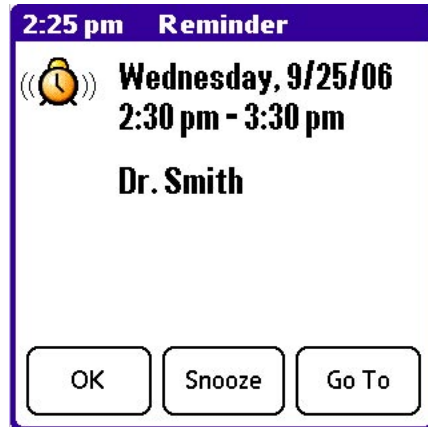 2:25 pm Reminder
Wednesday, 9/25/06
2:30 pm - 3:30 pm
Dr. Smith
OK Snooze Go To